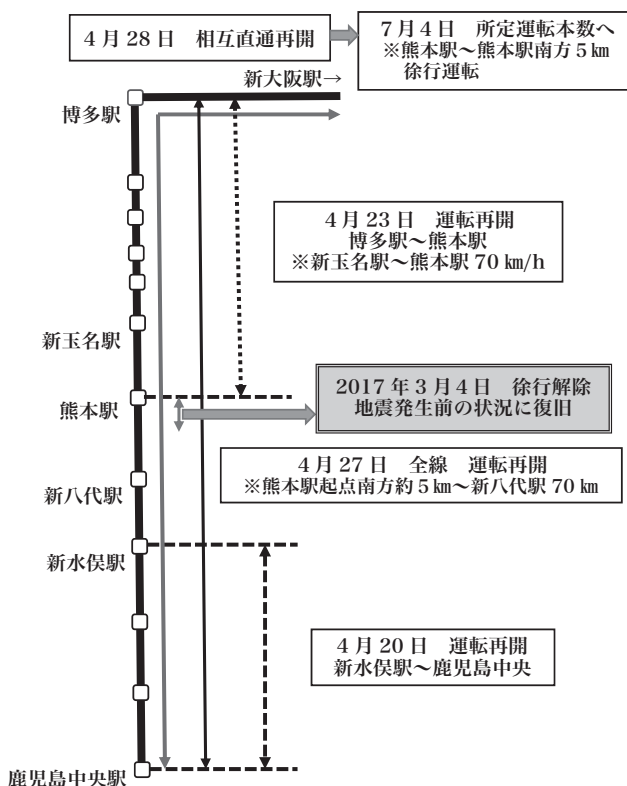 4月28日　相互直通再開
7月4日　所定運転本数へ
※熊本駅～熊本駅南方5㎞
徐行運転
新大阪駅→
博多駅
4月23日　運転再開
博多駅～熊本駅
※新玉名駅～熊本駅 70 ㎞/h
新玉名駅
2017年3月4日　徐行解除
地震発生前の状況に復旧
熊本駅
4月27日　全線　運転再開
※熊本駅起点南方約5㎞～新八代駅 70 ㎞
新八代駅
新水俣駅
4月20日　運転再開
新水俣駅～鹿児島中央
鹿児島中央駅